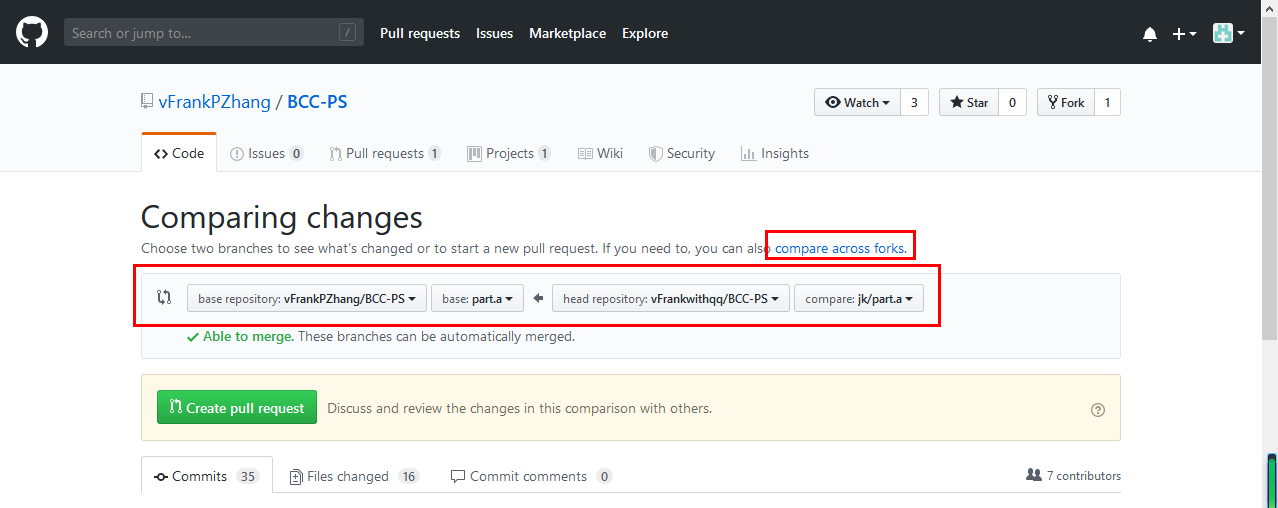 Search or jump to... / Pull requests Issues Marketplace Explore
vFrankPZhang / BCC-PS Watch 3 Star 0 Fork 1
Code Issues 0 Pull requests 1 Projects 1 Wiki Security Insights
Comparing changes
Choose two branches to see what's changed or to start a new pull request. If you need to, you can also compare across forks.
base repository: vFrankPZhang/BCC-PS base: part.a head repository: vFrankwithqq/BCC-PS compare: jk/part.a
Able to merge. These branches can be automatically merged.
Create pull request Discuss and review the changes in this comparison with others.
Commits 35 Files changed 16 Commit comments 0 7 contributors